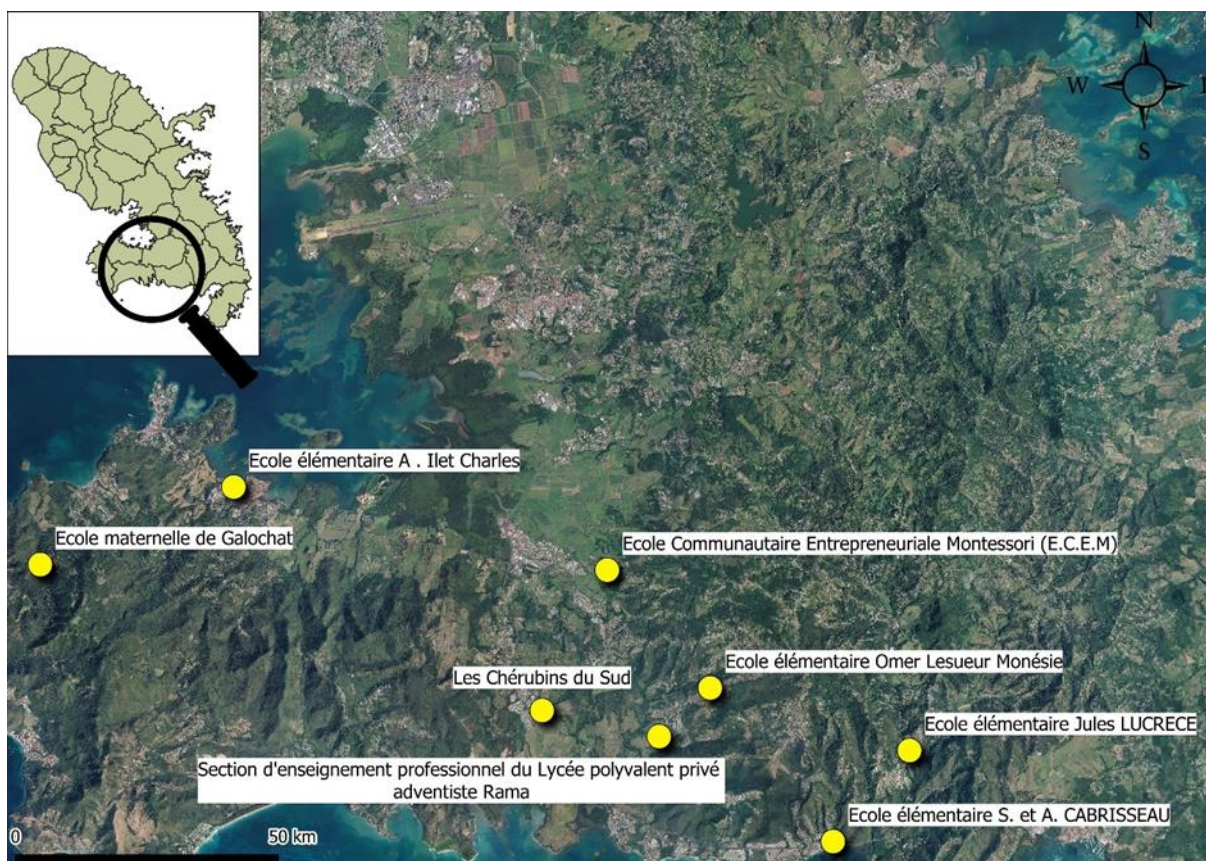 N
W
E
S
Ecole élémentaire A . Ilet Charles
Ecole maternelle de Galochat
Ecole Communautaire Entrepreneuriale Montessori (E.C.E.M)
Ecole élémentaire Omer Lesueur Monésie
Les Chérubins du Sud
Ecole élémentaire Jules LUCRECE
Section d'enseignement professionnel du Lycée polyvalent privé
adventiste Rama
Ecole élémentaire S. et A. CABRISSEAU
0
50 km